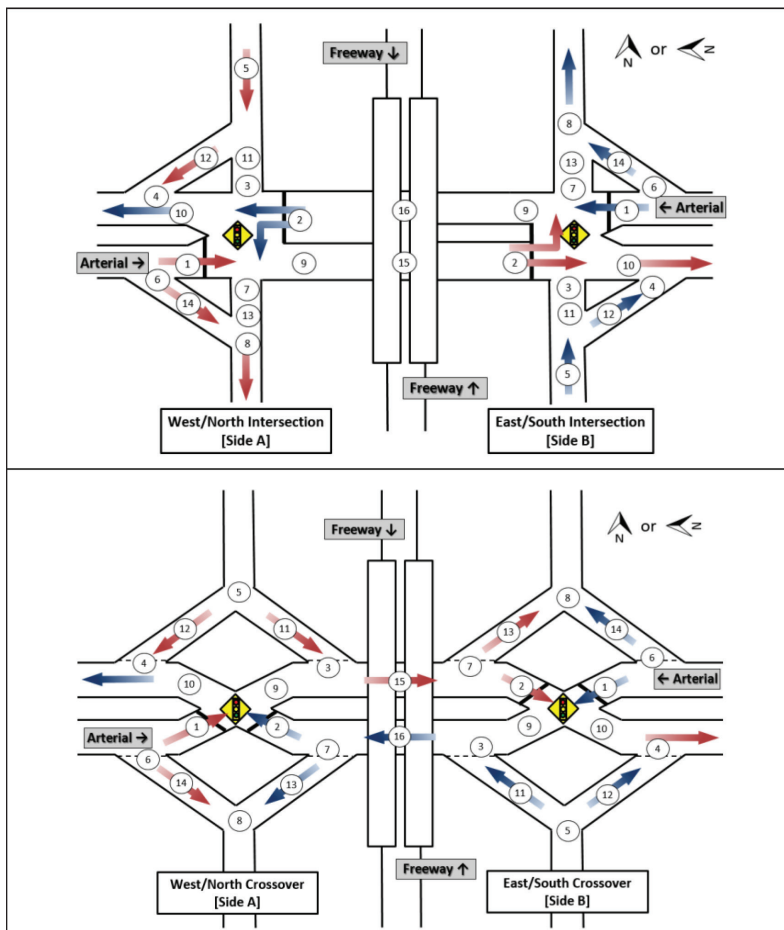 Freeway ↓
N or N
5
8
12 11 13 14
3 7 6
4 10 2 16 9 1 ← Arterial
Arterial → 1 9 15 2 10
6 14 7 3 4
13 11 12
8 5
Freeway ↑
West/North Intersection
[Side A]
East/South Intersection
[Side B]
Freeway ↓
N or N
5 8
12 11 13 14
4 3 7 6
10 9 15 2 1 ← Arterial
Arterial → 1 2 16 9 10
6 7 3 4
14 13 11 12
8 5
Freeway ↑
West/North Crossover
[Side A]
East/South Crossover
[Side B]